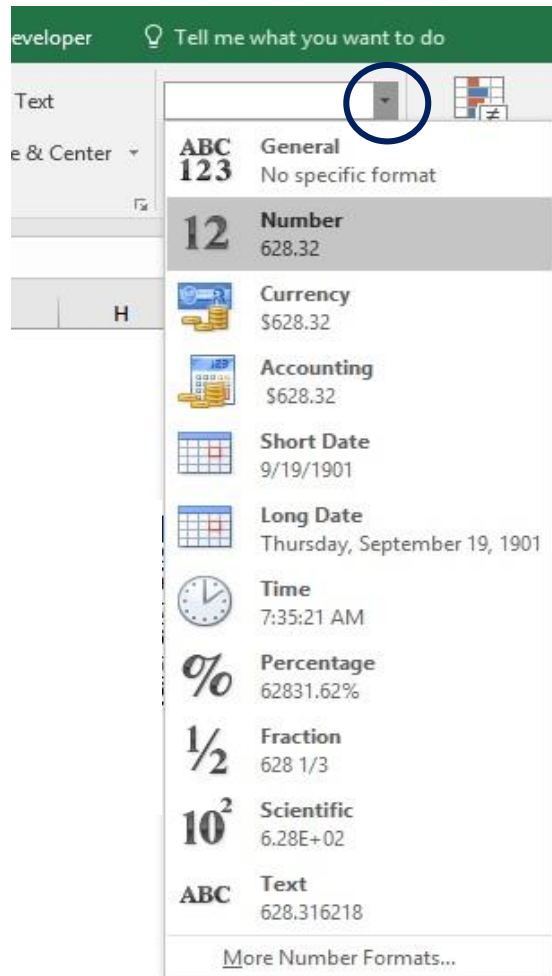 eveloper Tell me what you want to do
Text
e & Center
H
ABC
123
General
No specific format
12
Number
628.32
Currency
$628.32
123
Accounting
$628.32
Short Date
9/19/1901
Long Date
Thursday, September 19, 1901
Time
7:35:21 AM
%
Percentage
62831.62%
1/2
Fraction
628 1/3
10²
Scientific
6.28E+02
ABC
Text
628.316218
More Number Formats...